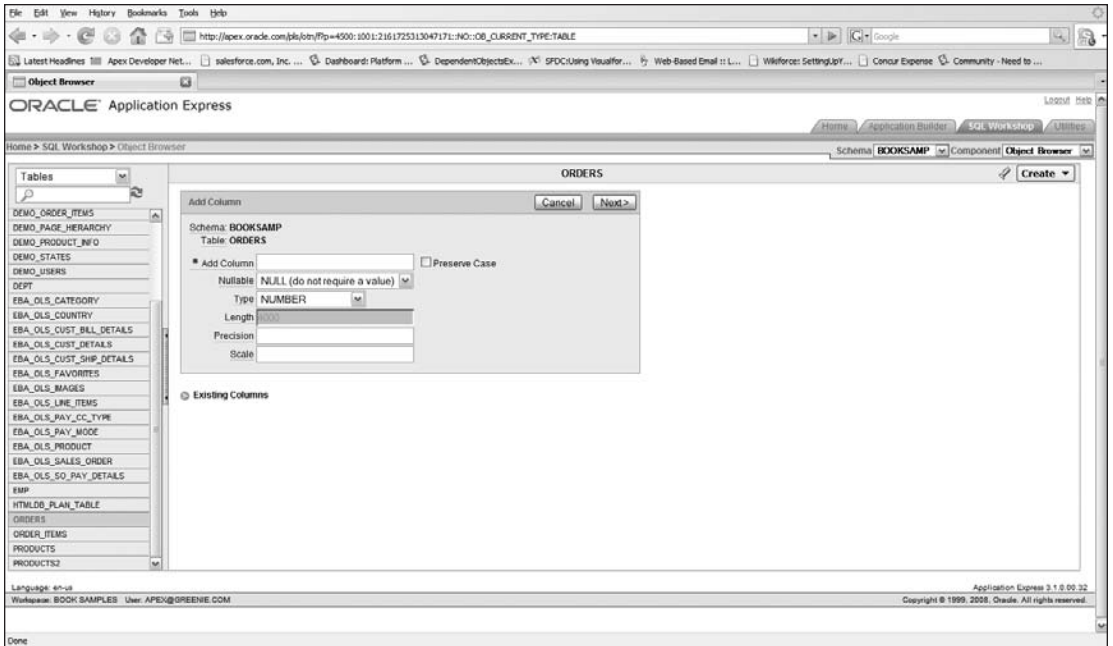 File Edit View History Bookmarks Tools Help
http://apex.oracle.com/pls/otn/f?p=4500:1001:2161725313047171::NO::OB_CURRENT_TYPE:TABLE
Google
Latest Headlines Apex Developer Net... salesforce.com, Inc. ... Dashboard: Platform ... DependentObjectsEx... SFDC:Using Visualfor... Web-Based Email :: L... Wikiforce: SettingUpY... Concur Expense Community - Need to ...
Object Browser
ORACLE Application Express
Logout Help
Home Application Builder SQL Workshop Utilities
Home > SQL Workshop > Object Browser
Schema BOOKSAMP Component Object Browser
Tables
ORDERS
Create
DEMO_ORDER_ITEMS
DEMO_PAGE_HIERARCHY
DEMO_PRODUCT_INFO
DEMO_STATES
DEMO_USERS
DEPT
EBA_OLS_CATEGORY
EBA_OLS_COUNTRY
EBA_OLS_CUST_BILL_DETAILS
EBA_OLS_CUST_DETAILS
EBA_OLS_CUST_SHIP_DETAILS
EBA_OLS_FAVORITES
EBA_OLS_IMAGES
EBA_OLS_LINE_ITEMS
EBA_OLS_PAY_CC_TYPE
EBA_OLS_PAY_MODE
EBA_OLS_PRODUCT
EBA_OLS_SALES_ORDER
EBA_OLS_SO_PAY_DETAILS
EMP
HTMLDB_PLAN_TABLE
ORDERS
ORDER_ITEMS
PRODUCTS
PRODUCTS2
Add Column
Cancel Next>
Schema: BOOKSAMP
Table: ORDERS
* Add Column Preserve Case
Nullable NULL (do not require a value)
Type NUMBER
Length 4000
Precision
Scale
Existing Columns
Language: en-us
Application Express 3.1.0.00.32
Workspace: BOOK SAMPLES User: APEX@GREENIE.COM
Copyright © 1999, 2008, Oracle. All rights reserved.
Done